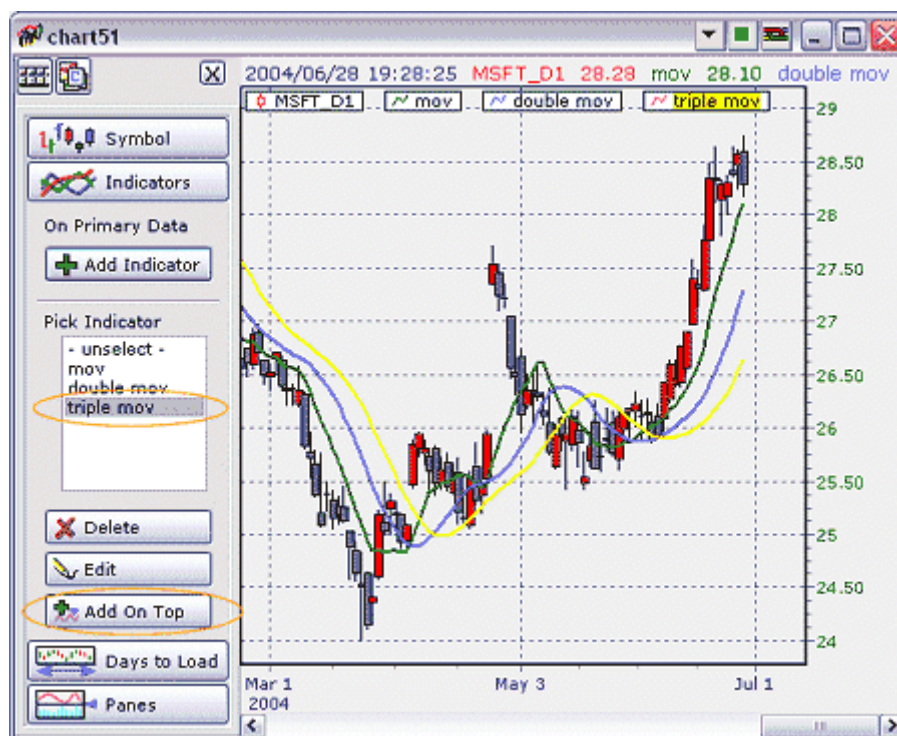 chart51
2004/06/28 19:28:25 MSFT_D1 28.28 mov 28.10 double mov
MSFT_D1 mov double mov triple mov
Symbol
Indicators
On Primary Data
Add Indicator
Pick Indicator
- unselect -
mov
double mov
triple mov
Delete
Edit
Add On Top
Days to Load
Panes
29
28.50
28
27.50
27
26.50
26
25.50
25
24.50
24
Mar 1 May 3 Jul 1
2004